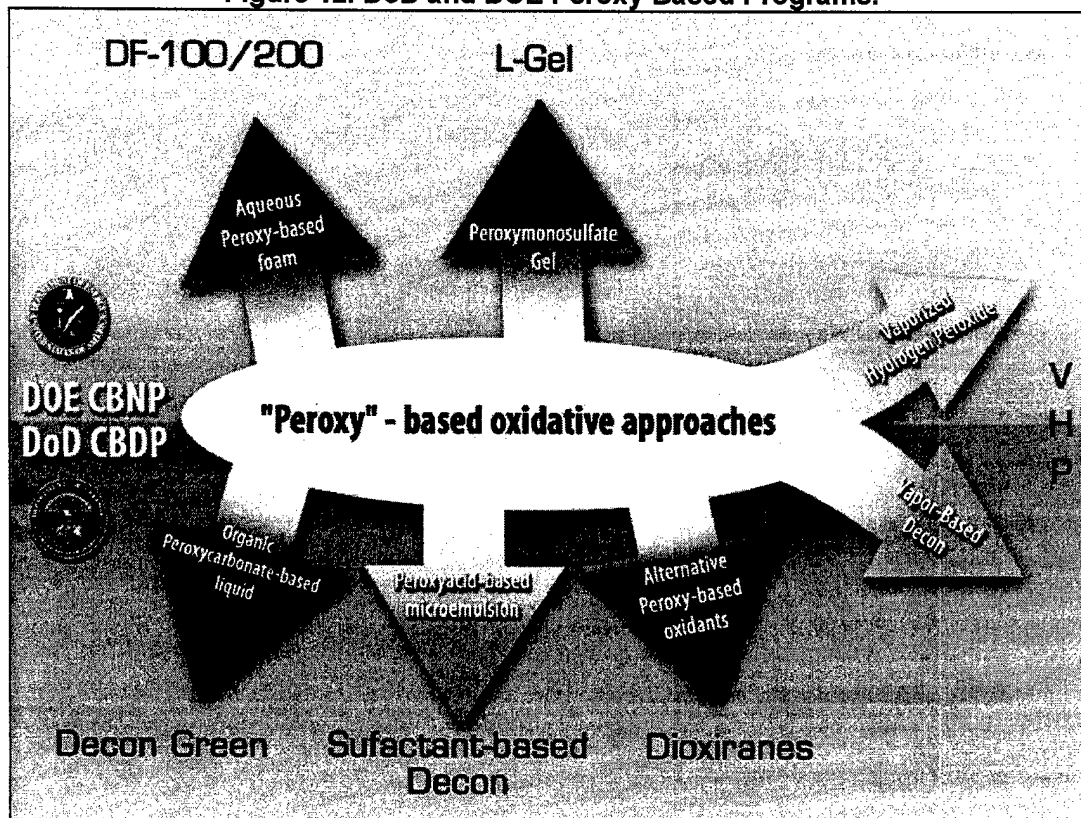 Figure 12. DoD and DOE Peroxy Based Programs.
DF-100/200
L-Gel
Aqueous
Peroxy-based
foam
Peroxymonosulfate
Gel
Vaporized
Hydrogen Peroxide
DOE CBNP
DoD CBDP
"Peroxy" - based oxidative approaches
V
H
P
Vapor-Based
Decon
Organic
Peroxycarbonate-based
liquid
Peroxyacid-based
microemulsion
Alternative
Peroxy-based
oxidants
Decon Green
Sufactant-based
Decon
Dioxiranes